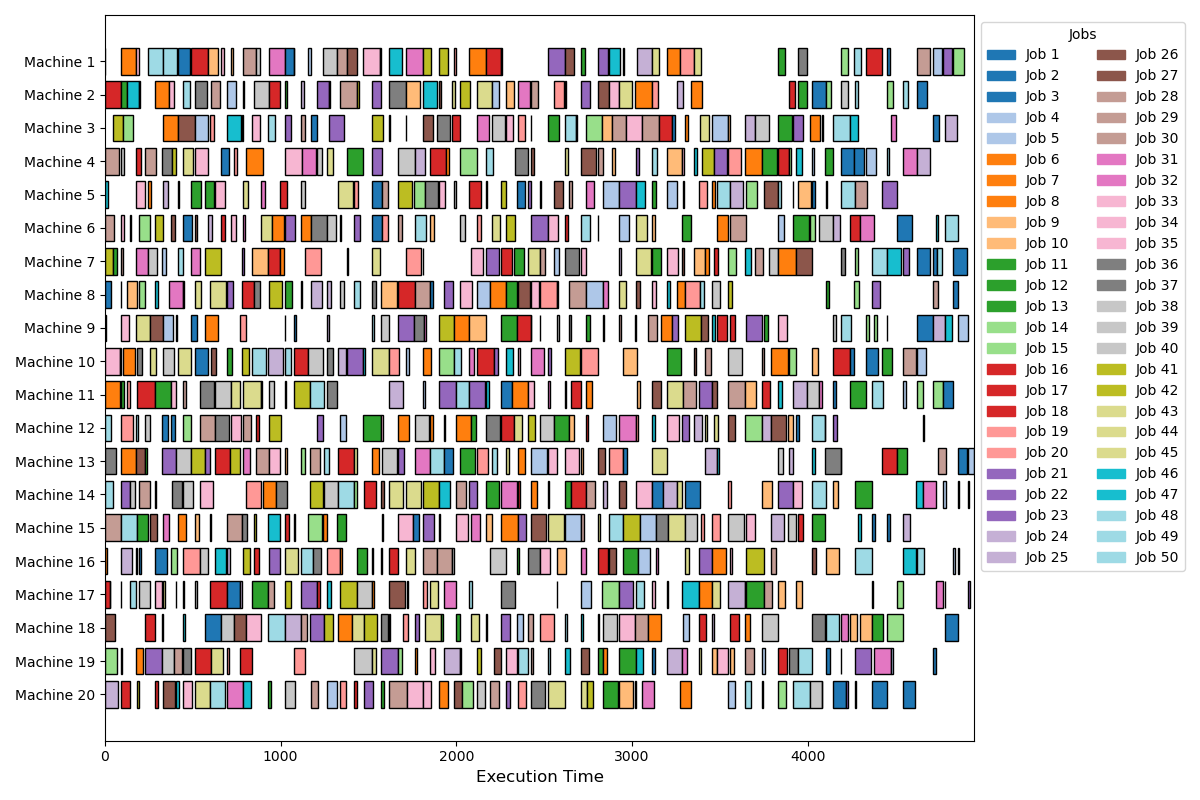 Machine 1
Machine 2
Machine 3
Machine 4
Machine 5
Machine 6
Machine 7
Machine 8
Machine 9
Machine 10
Machine 11
Machine 12
Machine 13
Machine 14
Machine 15
Machine 16
Machine 17
Machine 18
Machine 19
Machine 20
0 1000 2000 3000 4000
Execution Time
Jobs
Job 1
Job 2
Job 3
Job 4
Job 5
Job 6
Job 7
Job 8
Job 9
Job 10
Job 11
Job 12
Job 13
Job 14
Job 15
Job 16
Job 17
Job 18
Job 19
Job 20
Job 21
Job 22
Job 23
Job 24
Job 25
Job 26
Job 27
Job 28
Job 29
Job 30
Job 31
Job 32
Job 33
Job 34
Job 35
Job 36
Job 37
Job 38
Job 39
Job 40
Job 41
Job 42
Job 43
Job 44
Job 45
Job 46
Job 47
Job 48
Job 49
Job 50